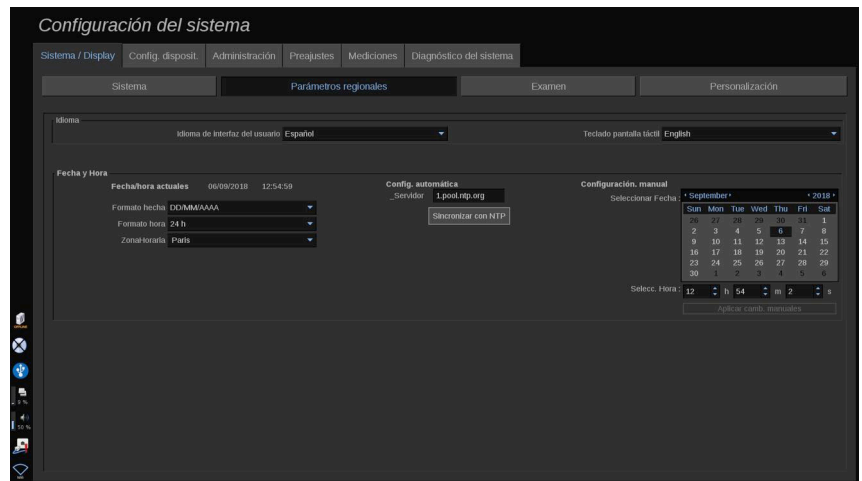 Configuración del sistema
Sistema / Display Config. disposit. Administración Preajustes Mediciones Diagnóstico del sistema
Sistema Parámetros regionales Examen Personalización
Idioma
Idioma de Interfaz del usuario Español Teclado pantalla táctil English
Fecha y Hora
Fecha/hora actuales 06/09/2018 12:54:59 Config. automática Configuración. manual
_Servidor 1.pool.ntp.org Seleccionar Fecha : September 2018
Formato hecha DD/MM/AAAA Sincronizar con NTP Sun Mon Tue Wed Thu Fri Sat
26 27 28 29 30 31 1
Formato hora 24 h 2 3 4 5 6 7 8
ZonaHoraria Paris 9 10 11 12 13 14 15
16 17 18 19 20 21 22
23 24 25 26 27 28 29
30 1 2 3 4 5 6
Selecc. Hora : 12 h 54 m 2 s
Aplicar camb. manuales
50 %